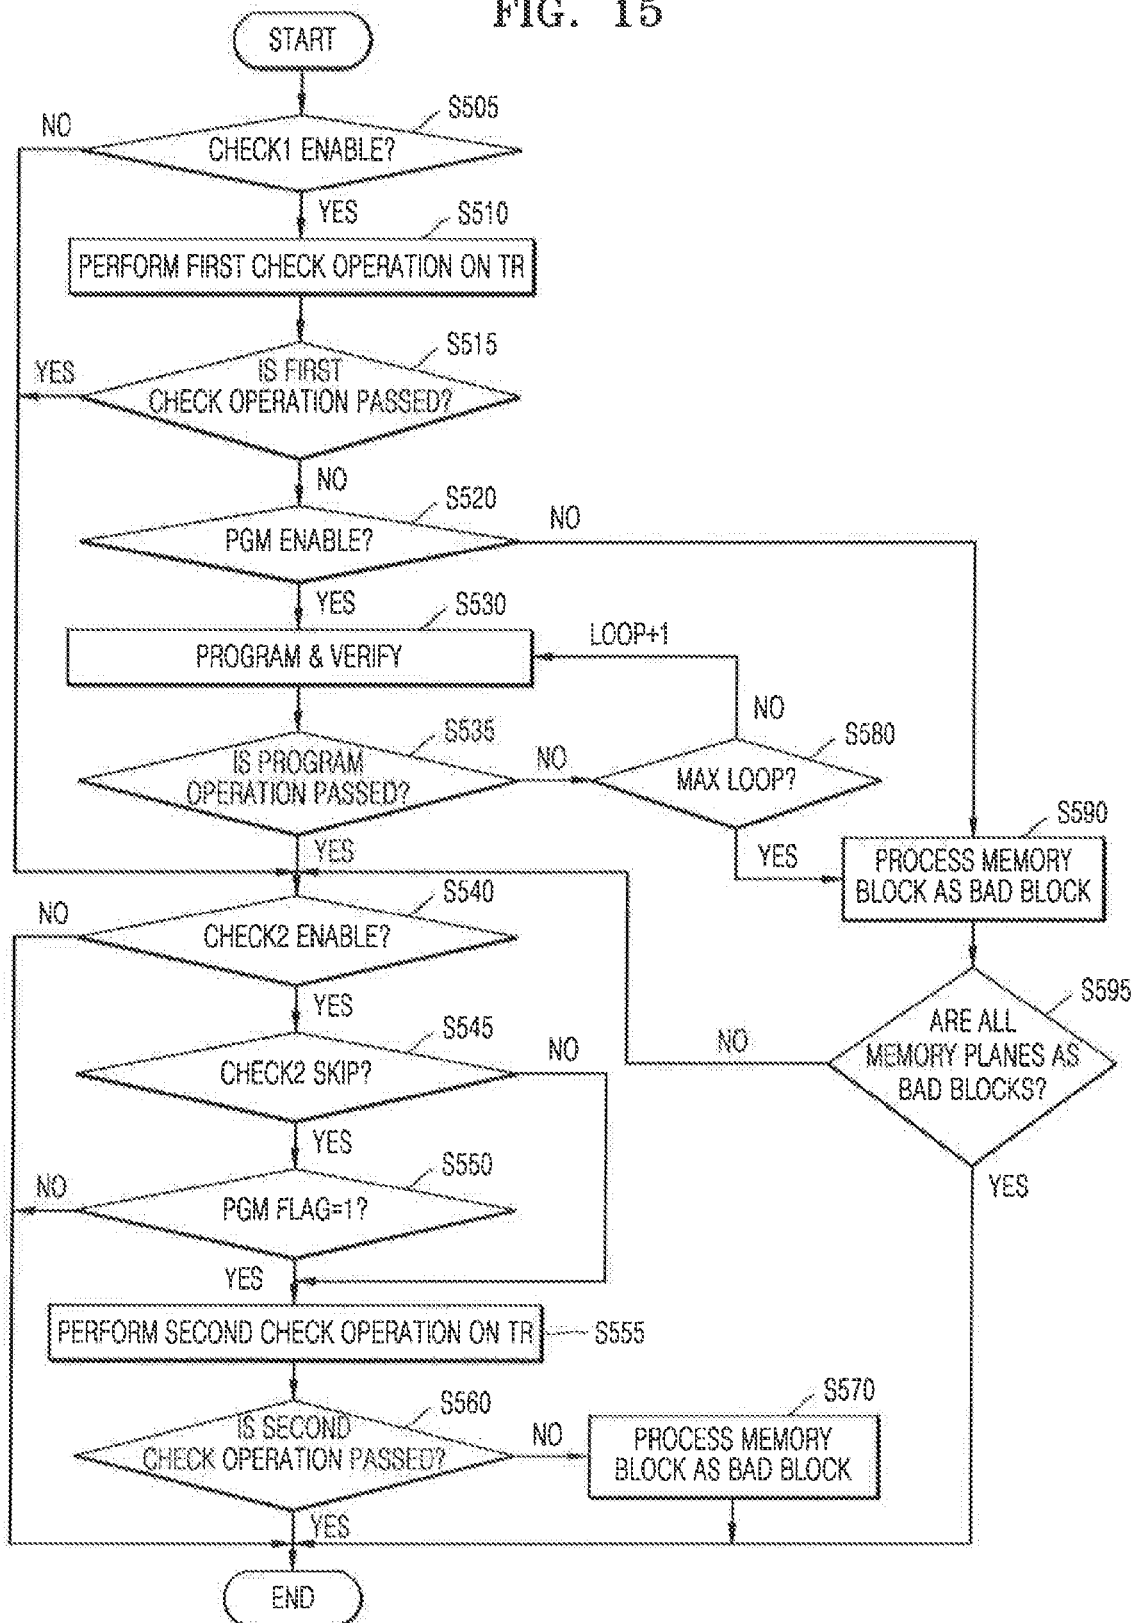 FIG. 15
START
S505
NO
CHECK1 ENABLE?
YES
S510
PERFORM FIRST CHECK OPERATION ON TR
S515
YES
IS FIRST
CHECK OPERATION PASSED?
NO
S520
NO
PGM ENABLE?
YES
S530
LOOP+1
PROGRAM & VERIFY
NO
S535
S580
IS PROGRAM
OPERATION PASSED?
NO
MAX LOOP?
S590
YES
YES
PROCESS MEMORY
BLOCK AS BAD BLOCK
S540
NO
CHECK2 ENABLE?
YES
S595
ARE ALL
MEMORY PLANES AS
BAD BLOCKS?
NO
S545
NO
CHECK2 SKIP?
YES
S550
YES
NO
PGM FLAG=1?
YES
PERFORM SECOND CHECK OPERATION ON TR
S555
S570
S560
IS SECOND
CHECK OPERATION PASSED?
NO
PROCESS MEMORY
BLOCK AS BAD BLOCK
YES
END